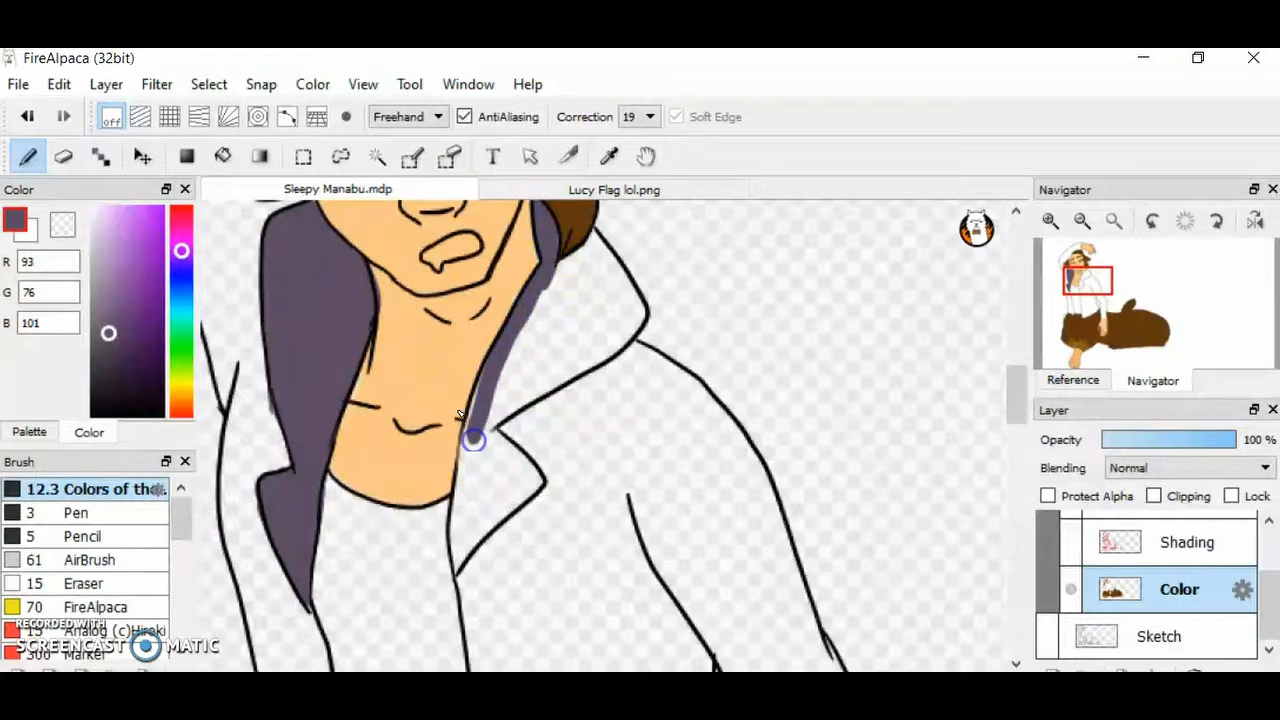 FireAlpaca (32bit)
File Edit Layer Filter Select Snap Color View Tool Window Help
off Freehand AntiAliasing Correction 19 Soft Edge
T
Color Sleepy Manabu.mdp Lucy Flag lol.png Navigator
R 93
G 76
B 101
Palette Color
Reference Navigator
Layer
Opacity 100 %
Blending Normal
Protect Alpha Clipping Lock
Shading
Color
Sketch
Brush
12.3 Colors of th...
3 Pen
5 Pencil
61 AirBrush
15 Eraser
70 FireAlpaca
15 Analog (c)Hiroki
300 Marker
RECORDED WITH
SCREENCAST MATIC